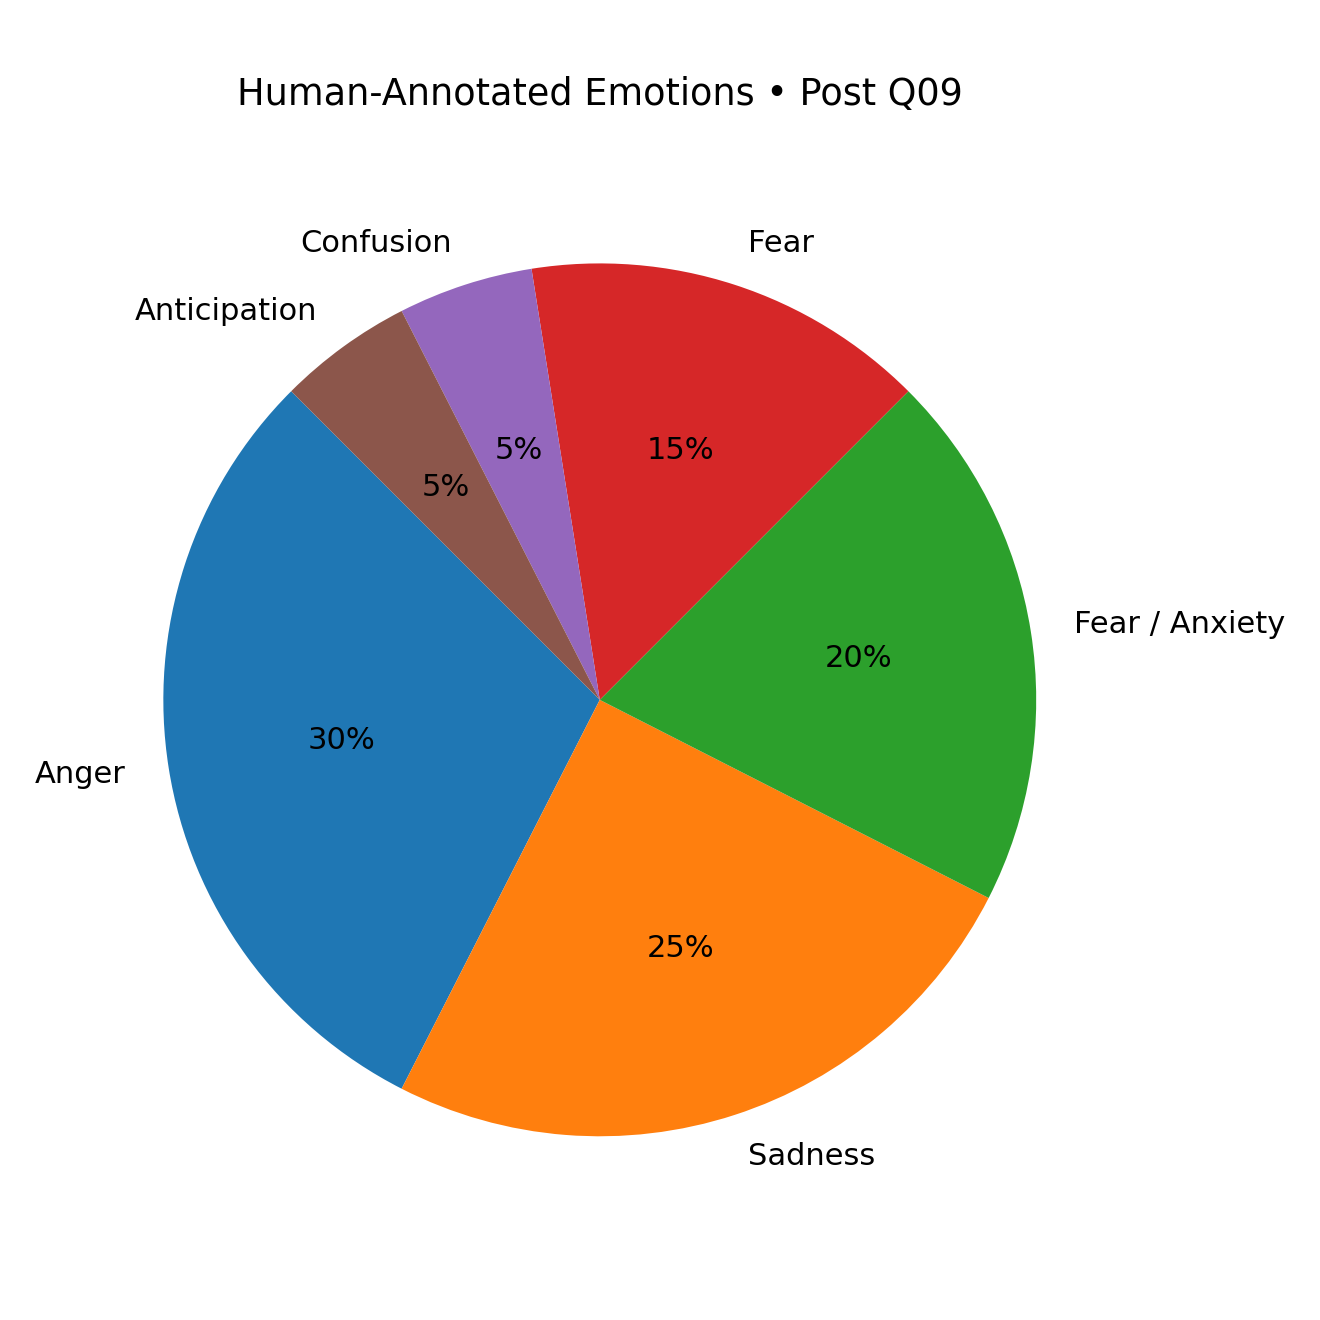 Human-Annotated Emotions • Post Q09
Confusion
Fear
Anticipation
5%
15%
5%
Fear / Anxiety
20%
30%
Anger
25%
Sadness